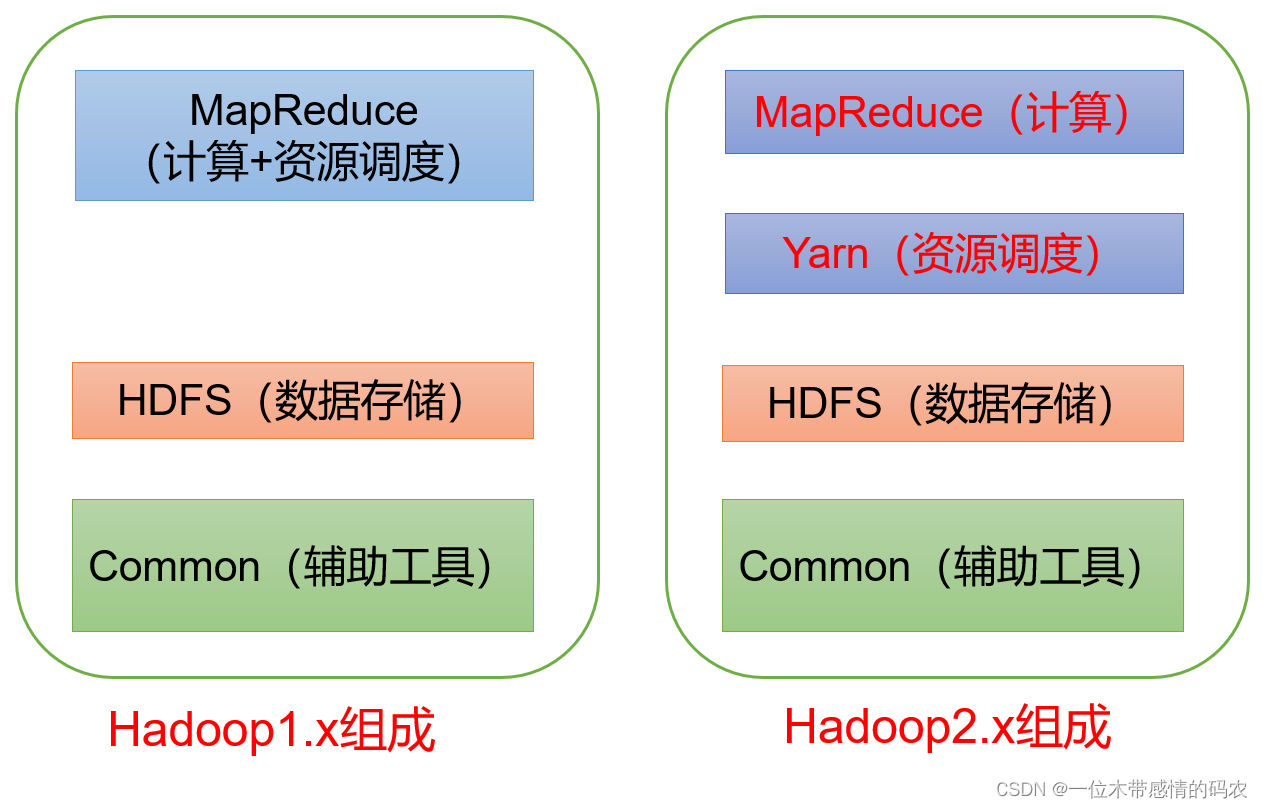 MapReduce
（计算+资源调度）
HDFS（数据存储）
Common（辅助工具）
Hadoop1.x组成
MapReduce（计算）
Yarn（资源调度）
HDFS（数据存储）
Common（辅助工具）
Hadoop2.x组成
CSDN @一位木带感情的码农